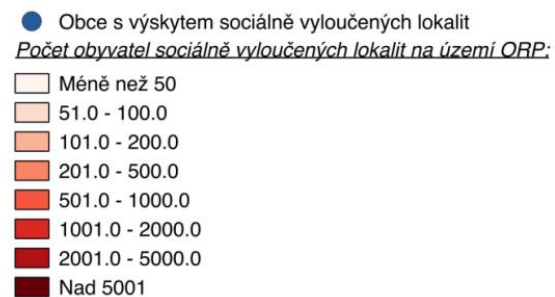 Obce s výskytem sociálně vyloučených lokalit
Počet obyvatel sociálně vyloučených lokalit na území ORP:
Méně než 50
51.0 - 100.0
101.0 - 200.0
201.0 - 500.0
501.0 - 1000.0
1001.0 - 2000.0
2001.0 - 5000.0
Nad 5001